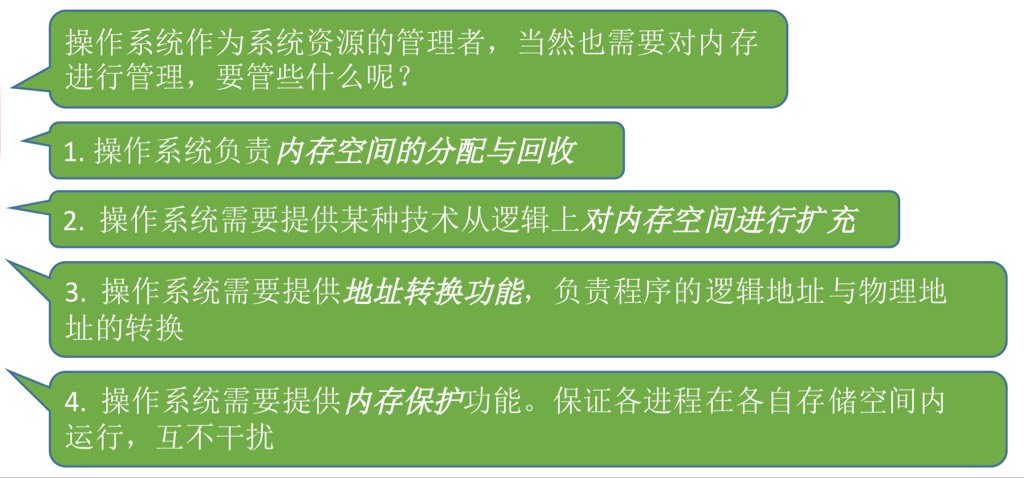 操作系统作为系统资源的管理者，当然也需要对内存
进行管理，要管些什么呢？
1. 操作系统负责内存空间的分配与回收
2. 操作系统需要提供某种技术从逻辑上对内存空间进行扩充
3. 操作系统需要提供地址转换功能，负责程序的逻辑地址与物理地
址的转换
4. 操作系统需要提供内存保护功能。保证各进程在各自存储空间内
运行，互不干扰